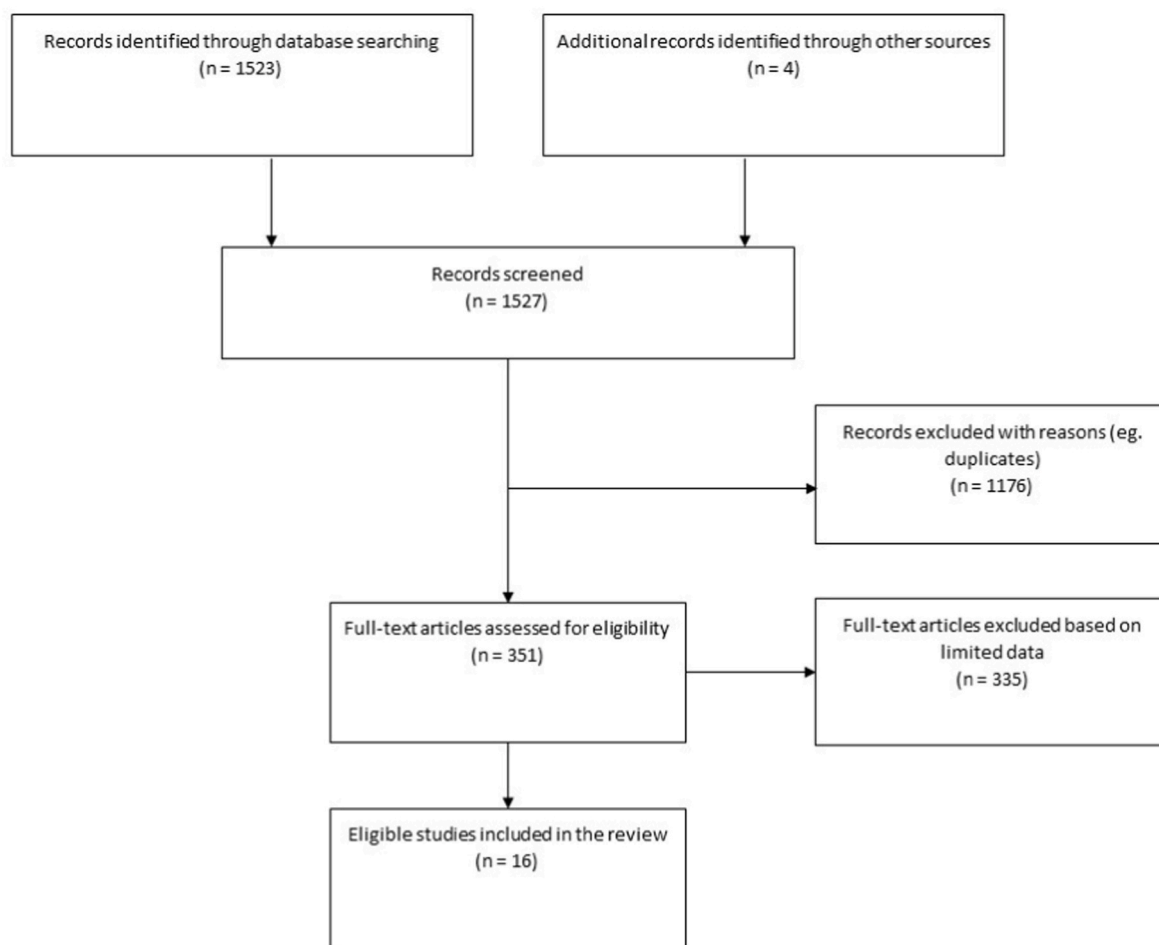 Records identified through database searching
(n = 1523)
Additional records identified through other sources
(n = 4)
Records screened
(n = 1527)
Records excluded with reasons (eg.
duplicates)
(n = 1176)
Full-text articles assessed for eligibility
(n = 351)
Full-text articles excluded based on
limited data
(n = 335)
Eligible studies included in the review
(n = 16)